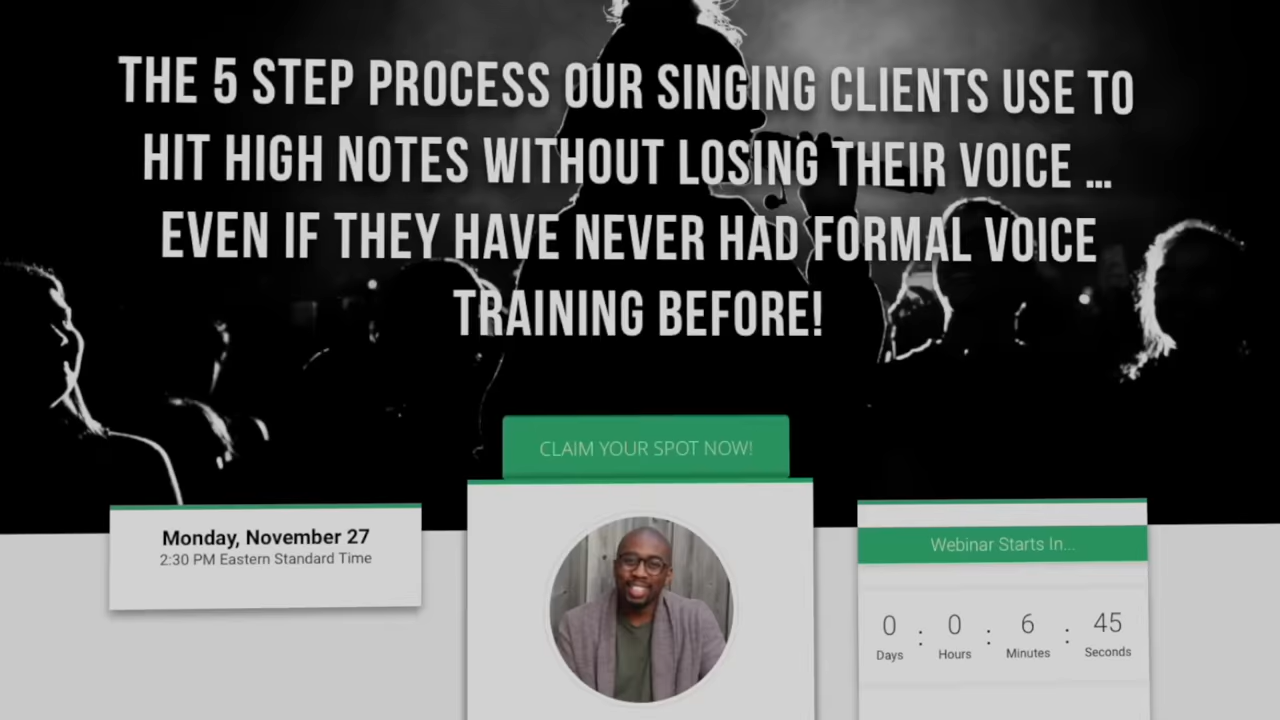 THE 5 STEP PROCESS OUR SINGING CLIENTS USE TO
HIT HIGH NOTES WITHOUT LOSING THEIR VOICE ...
EVEN IF THEY HAVE NEVER HAD FORMAL VOICE
TRAINING BEFORE!
CLAIM YOUR SPOT NOW!
Monday, November 27
2:30 PM Eastern Standard Time
Webinar Starts In...
0 : 0 : 6 : 45
Days Hours Minutes Seconds